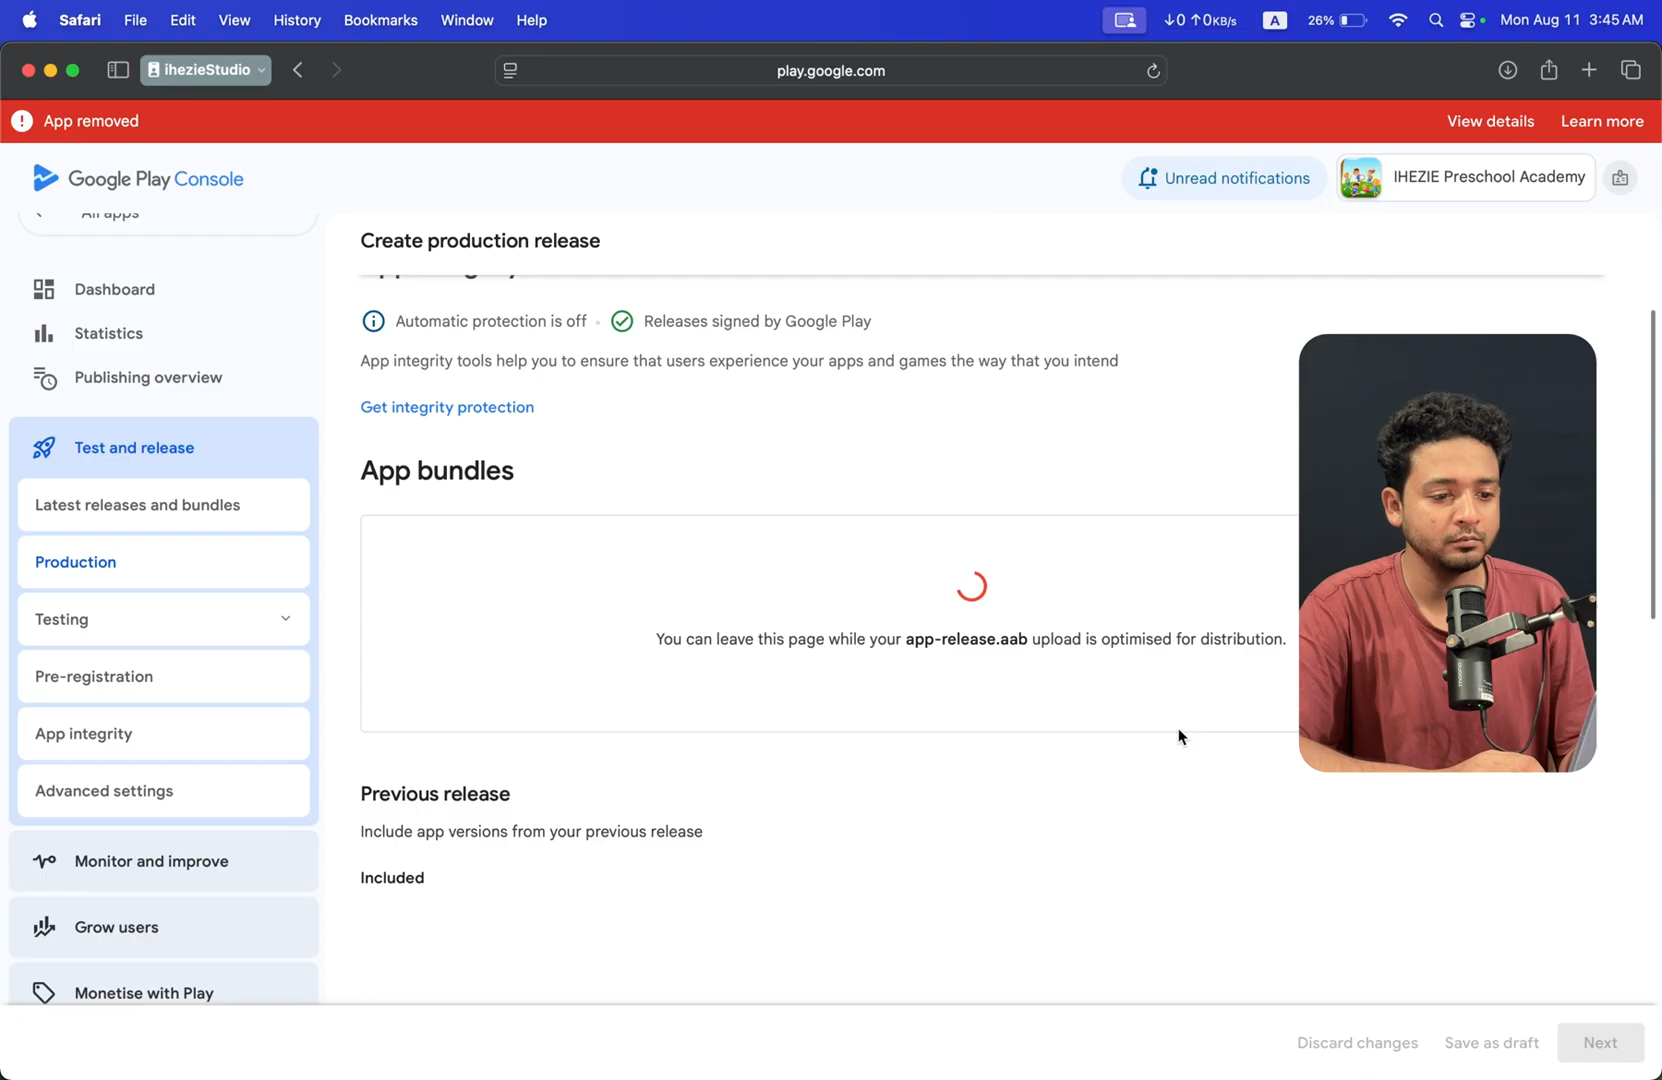 Safari File Edit View History Bookmarks Window Help
↓0 ↑0KB/s A 26% Mon Aug 11 3:45 AM
ihezieStudio
play.google.com
App removed
View details Learn more
Google Play Console
Unread notifications
IHEZIE Preschool Academy
All apps
Dashboard
Statistics
Publishing overview
Test and release
Latest releases and bundles
Production
Testing
Pre-registration
App integrity
Advanced settings
Monitor and improve
Grow users
Monetise with Play
Create production release
Automatic protection is off • Releases signed by Google Play
App integrity tools help you to ensure that users experience your apps and games the way that you intend
Get integrity protection
App bundles
You can leave this page while your app-release.aab upload is optimised for distribution.
Previous release
Include app versions from your previous release
Included
Discard changes Save as draft Next